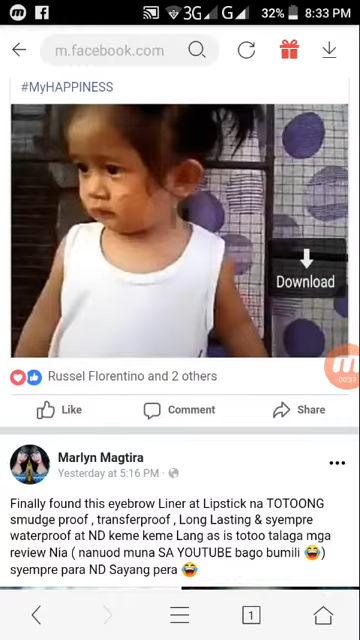 3G G 32% 8:33 PM
m.facebook.com
#MyHAPPINESS
Download
Russel Florentino and 2 others
00:37
Like Comment Share
Marlyn Magtira
Yesterday at 5:16 PM
Finally found this eyebrow Liner at Lipstick na TOTOONG
smudge proof , transferproof , Long Lasting & syempre
waterproof at ND keme keme Lang as is totoo talaga mga
review Nia ( nanuod muna SA YOUTUBE bago bumili 😂)
syempre para ND Sayang pera 😂
1